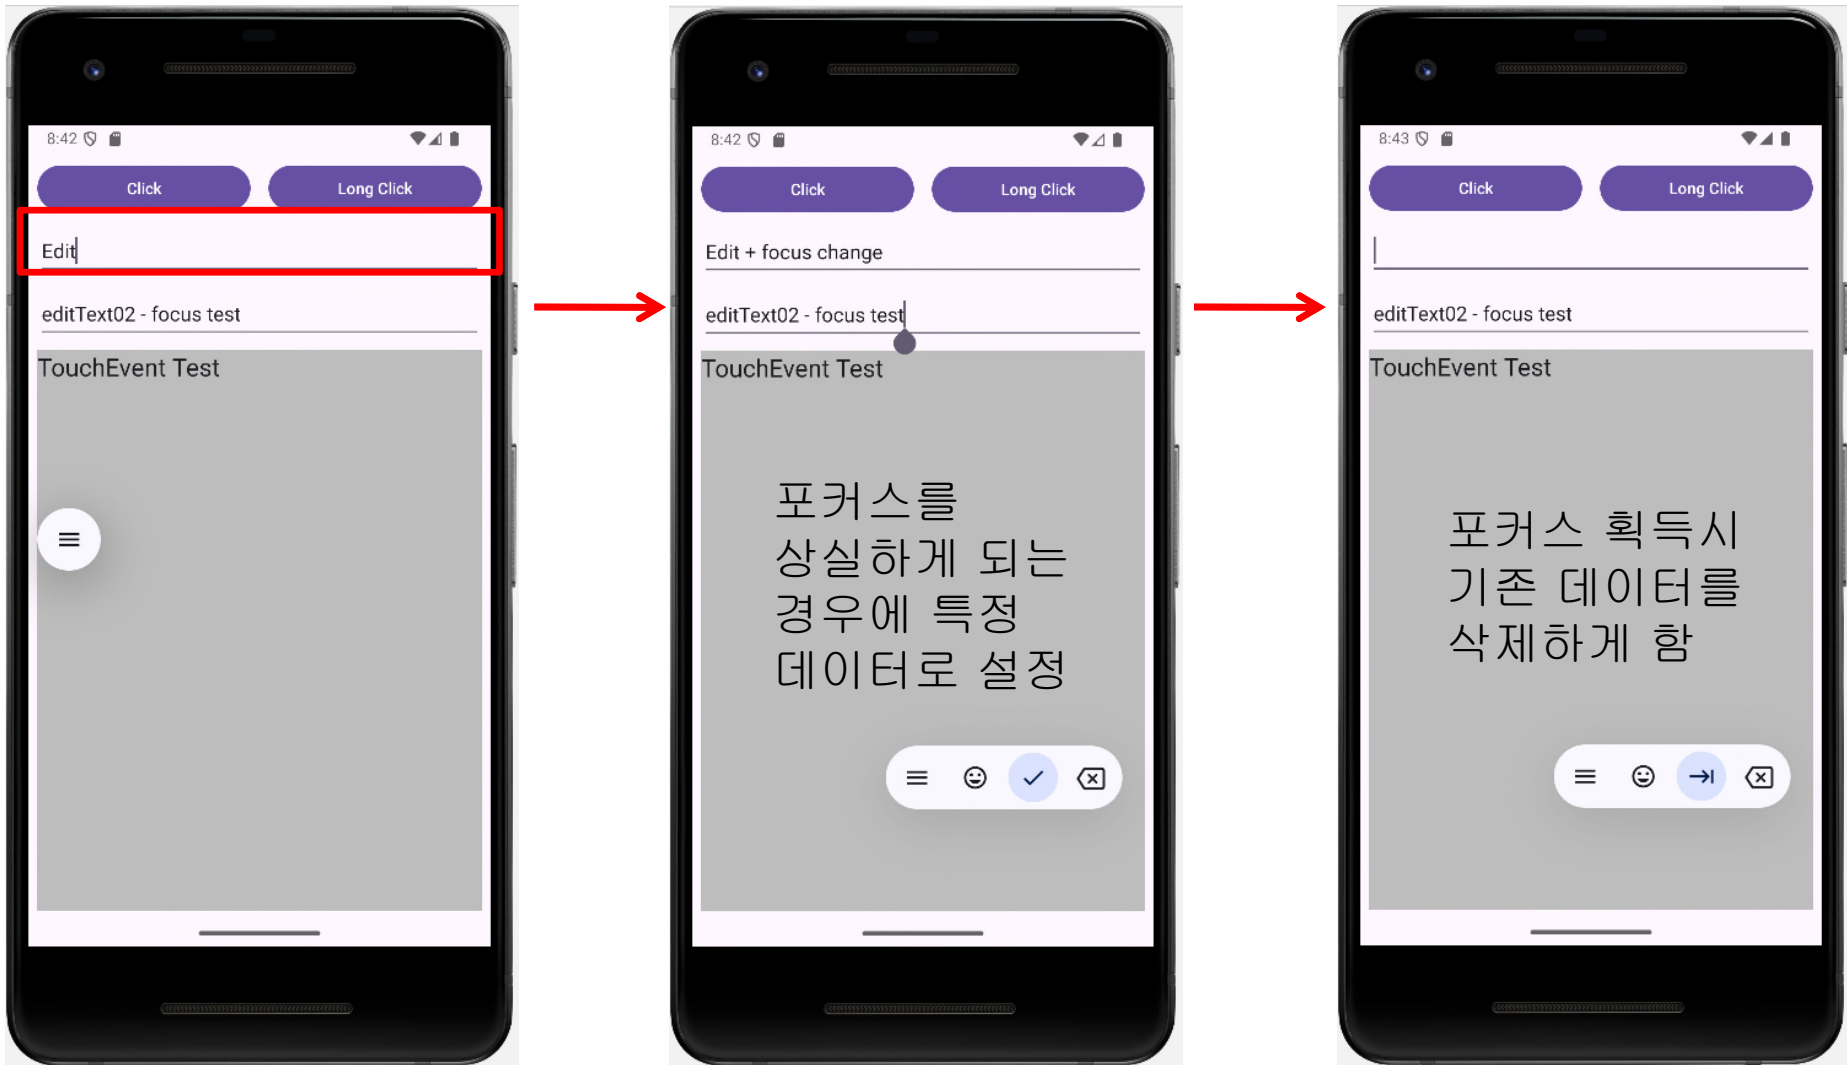 8:42
Click
Long Click
Edit
editText02 - focus test
TouchEvent Test
8:42
Click
Long Click
Edit + focus change
editText02 - focus test
TouchEvent Test
포커스를
상실하게 되는
경우에 특정
데이터로 설정
8:43
Click
Long Click
editText02 - focus test
TouchEvent Test
포커스 획득시
기존 데이터를
삭제하게 함